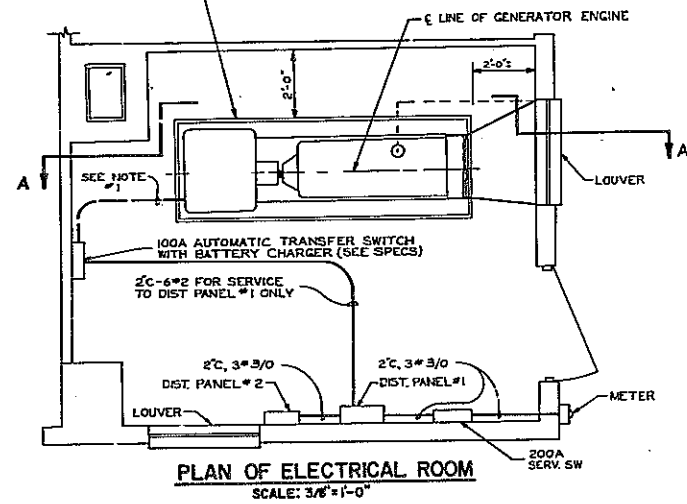 ℄ LINE OF GENERATOR ENGINE
2'-0"±
2'-0"
A
A
SEE NOTE
#1
LOUVER
100A AUTOMATIC TRANSFER SWITCH
WITH BATTERY CHARGER (SEE SPECS)
2"C-6#2 FOR SERVICE
TO DIST PANEL #1 ONLY
2"C, 3#3/0
2"C, 3#3/0
DIST. PANEL #2
DIST. PANEL #1
METER
LOUVER
200A
SERV. SW
PLAN OF ELECTRICAL ROOM
SCALE: 3/8"=1'-0"